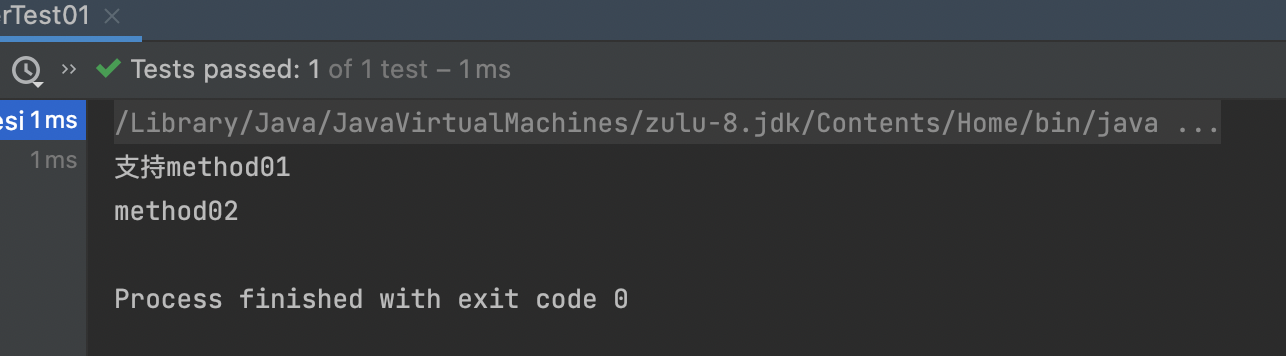 rTest01
Tests passed: 1 of 1 test – 1 ms
esi 1 ms
/Library/Java/JavaVirtualMachines/zulu-8.jdk/Contents/Home/bin/java ...
1 ms
支持method01
method02
Process finished with exit code 0